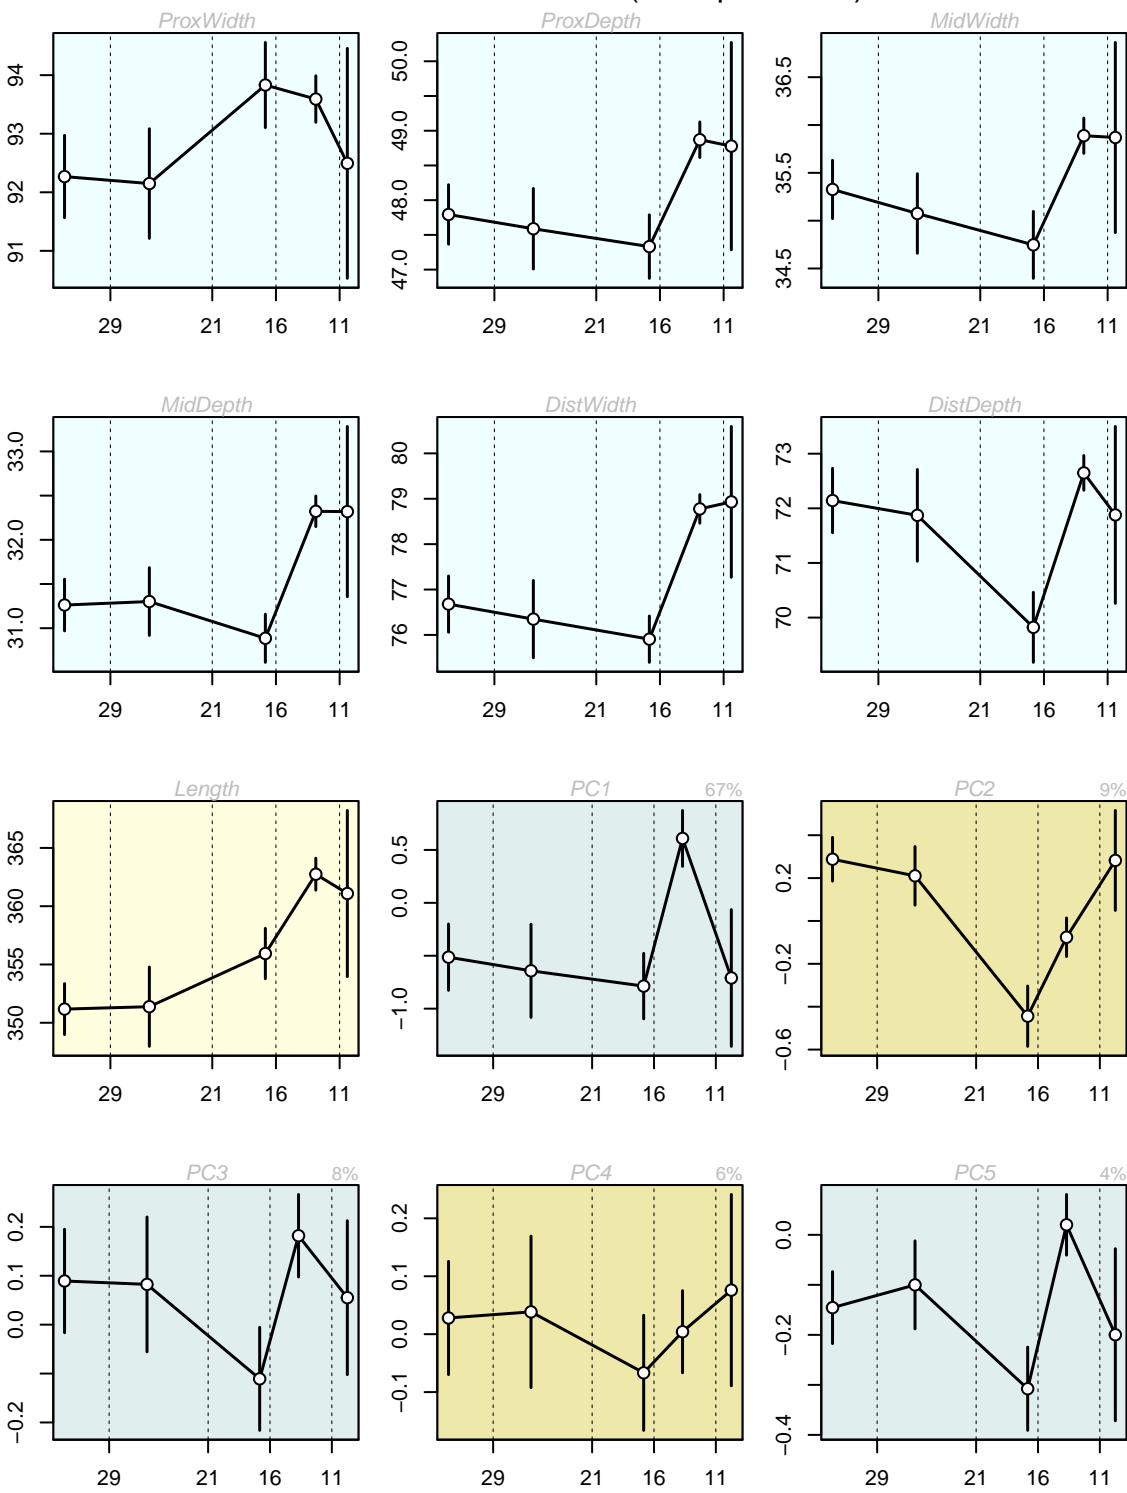 ProxWidth ProxDepth MidWidth
94 93 92 91
50.0 49.0 48.0 47.0
36.5 35.5 34.5
29 21 16 11 29 21 16 11 29 21 16 11
MidDepth DistWidth DistDepth
33.0 32.0 31.0
80 79 78 77 76
73 72 71 70
29 21 16 11 29 21 16 11 29 21 16 11
Length PC1 67% PC2 9%
365 360 355 350
0.5 0.0 −1.0
0.2 −0.2 −0.6
29 21 16 11 29 21 16 11 29 21 16 11
PC3 8% PC4 6% PC5 4%
0.2 0.1 0.0 −0.2
0.2 0.1 0.0 −0.1
0.0 −0.2 −0.4
29 21 16 11 29 21 16 11 29 21 16 11